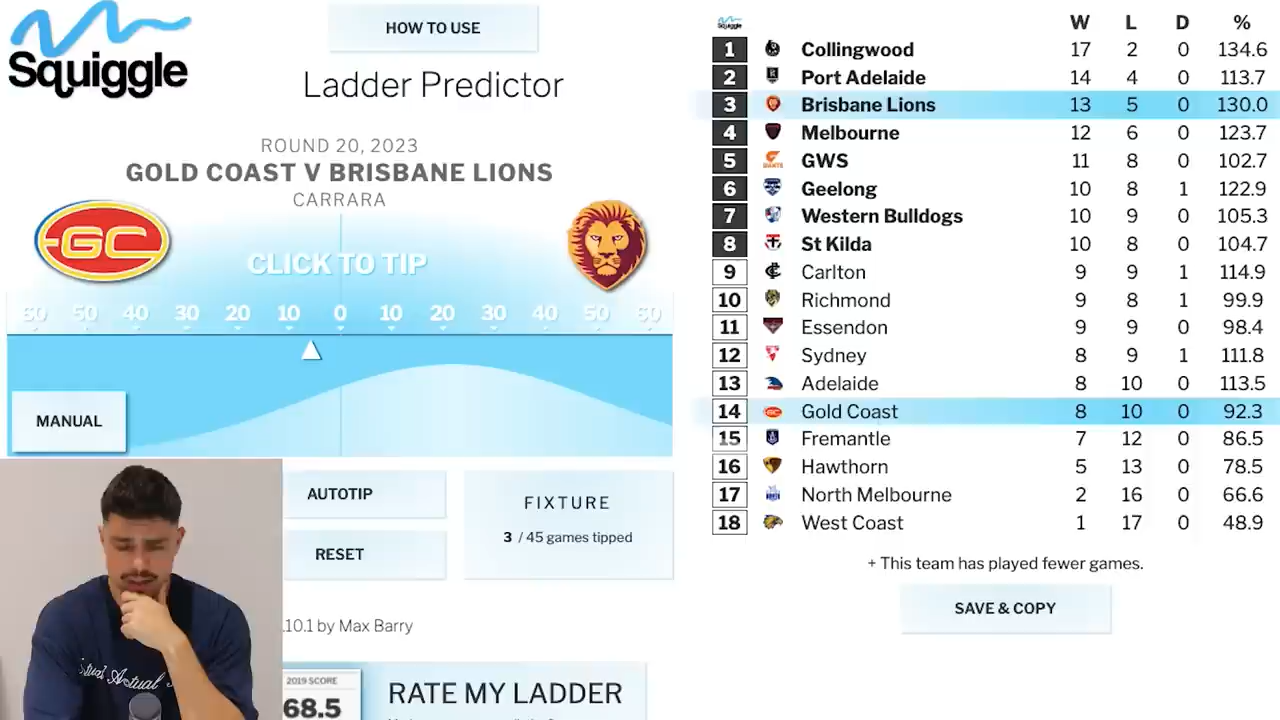 Squiggle
HOW TO USE
Ladder Predictor
ROUND 20, 2023
GOLD COAST V BRISBANE LIONS
CARRARA
GC
CLICK TO TIP
60 50 40 30 20 10 0 10 20 30 40 50 60
MANUAL
AUTOTIP
RESET
FIXTURE
3 / 45 games tipped
.10.1 by Max Barry
2019 SCORE
68.5
RATE MY LADDER
Actual
W L D %
1 Collingwood 17 2 0 134.6
2 Port Adelaide 14 4 0 113.7
3 Brisbane Lions 13 5 0 130.0
4 Melbourne 12 6 0 123.7
5 GWS 11 8 0 102.7
6 Geelong 10 8 1 122.9
7 Western Bulldogs 10 9 0 105.3
8 St Kilda 10 8 0 104.7
9 Carlton 9 9 1 114.9
10 Richmond 9 8 1 99.9
11 Essendon 9 9 0 98.4
12 Sydney 8 9 1 111.8
13 Adelaide 8 10 0 113.5
14 Gold Coast 8 10 0 92.3
15 Fremantle 7 12 0 86.5
16 Hawthorn 5 13 0 78.5
17 North Melbourne 2 16 0 66.6
18 West Coast 1 17 0 48.9
+ This team has played fewer games.
SAVE & COPY